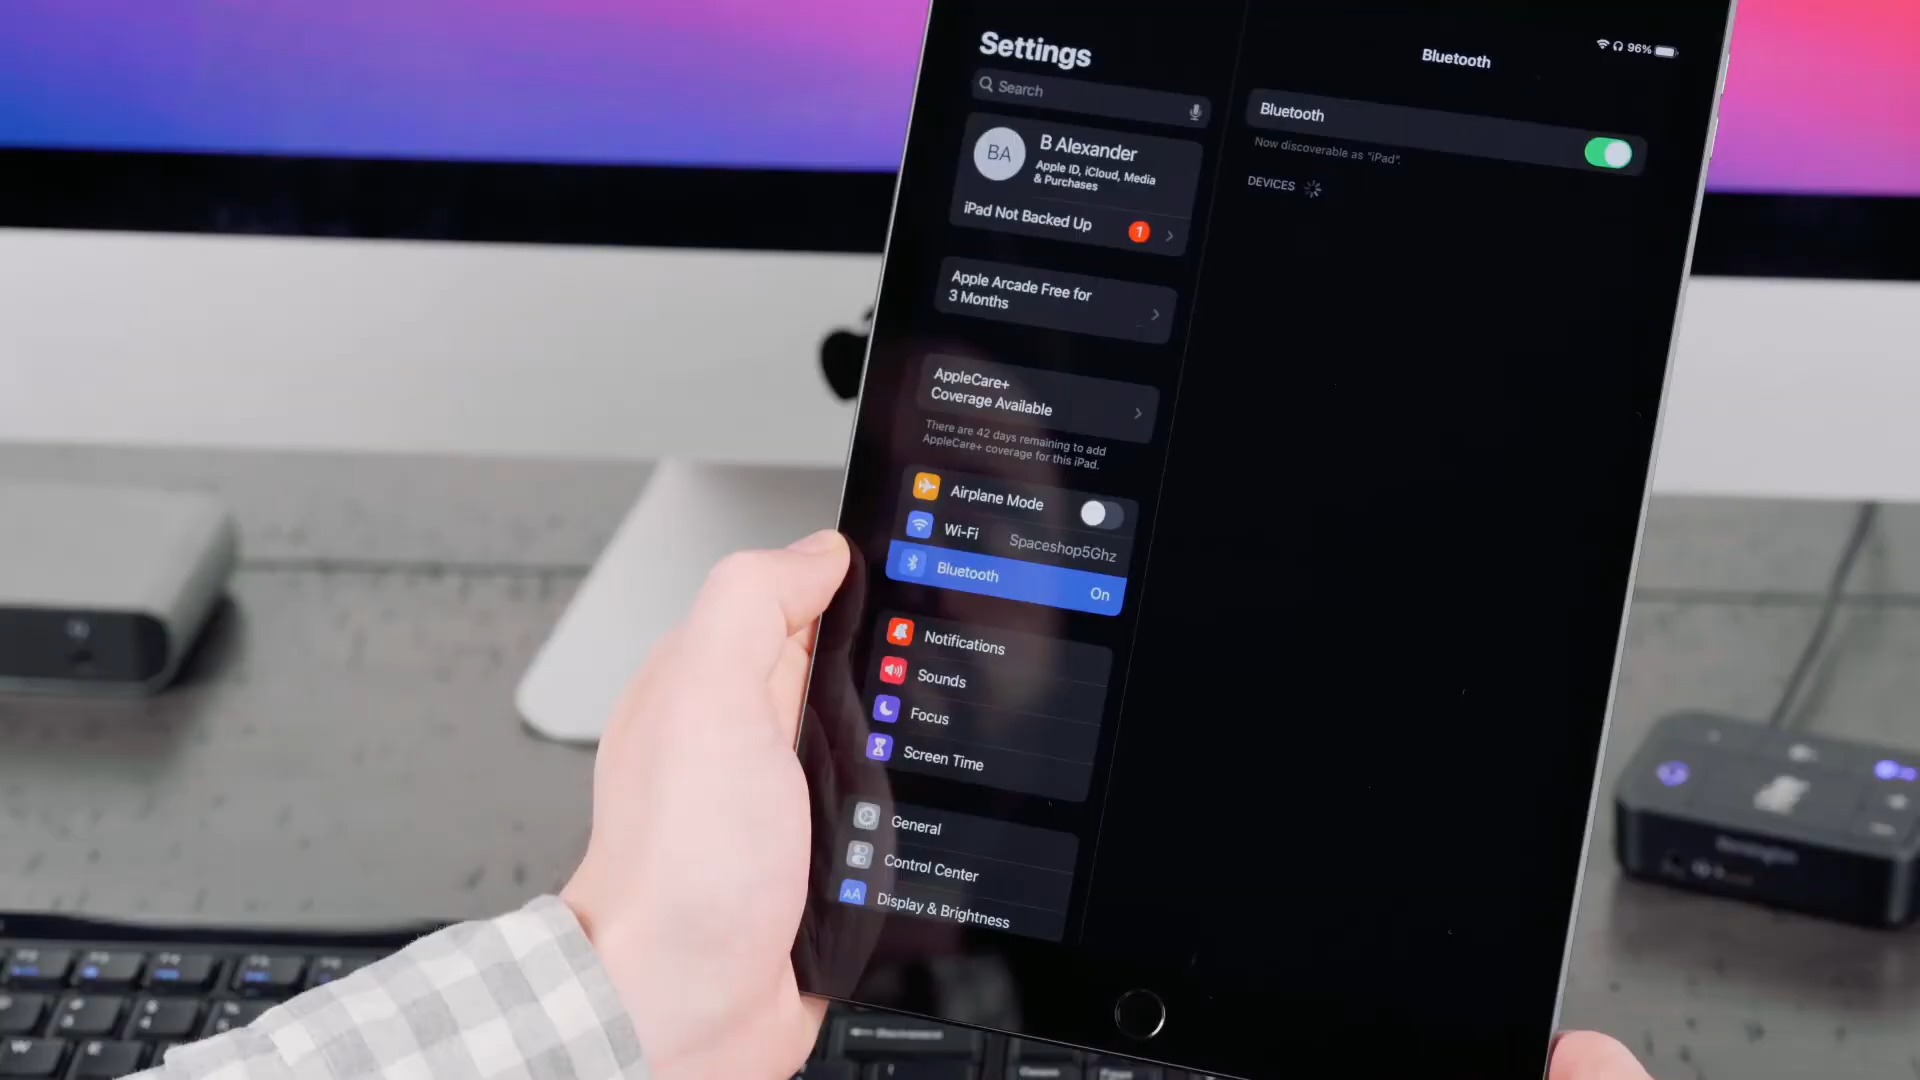 Settings
Search
BA
B Alexander
Apple ID, iCloud, Media
& Purchases
iPad Not Backed Up
1
Apple Arcade Free for
3 Months
AppleCare+
Coverage Available
There are 42 days remaining to add
AppleCare+ coverage for this iPad.
Airplane Mode
Wi-Fi Spaceshop5Ghz
Bluetooth On
Notifications
Sounds
Focus
Screen Time
General
Control Center
AA Display & Brightness
96%
Bluetooth
Bluetooth
Now discoverable as "iPad".
DEVICES
W
E